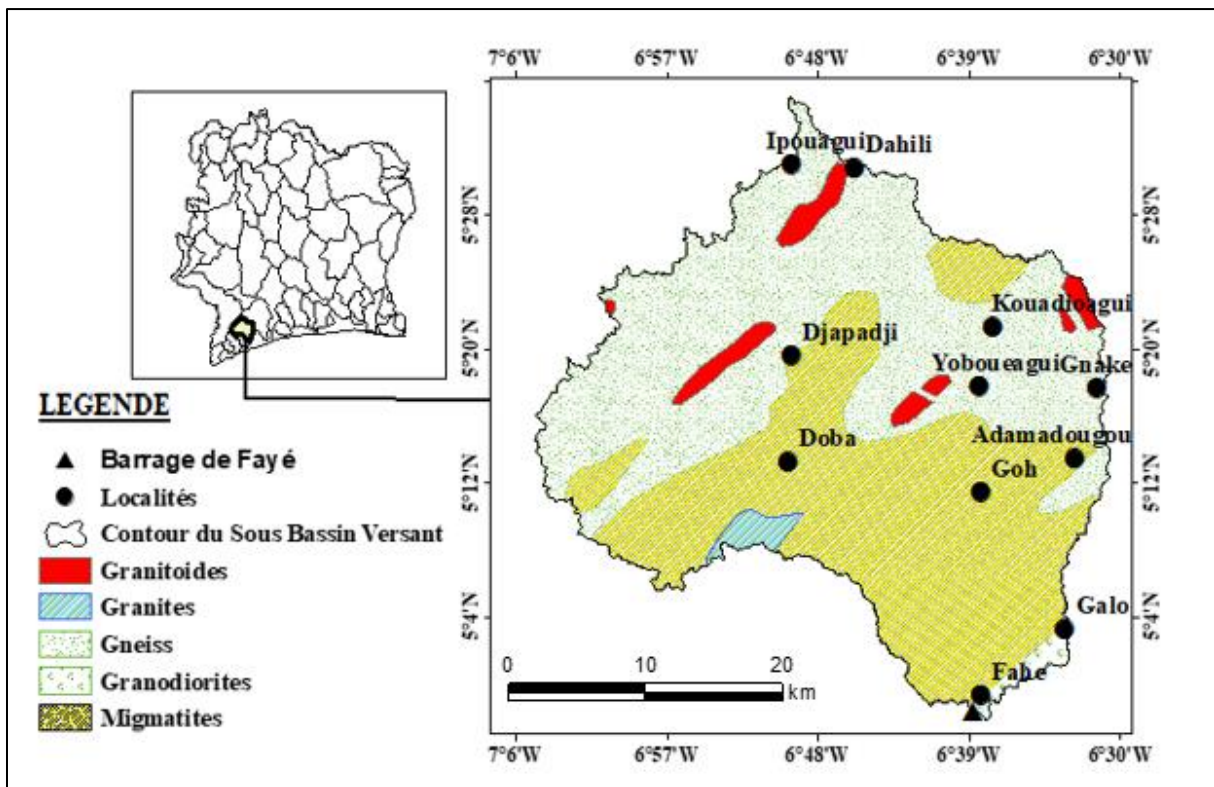 7°6'W 6°57'W 6°48'W 6°39'W 6°30'W
Ipouagui Dahili
5°28'N 5°28'N
Kouadioagui
5°20'N Djapadji 5°20'N
Yoboueagui Gnake
LEGENDE
Barrage de Fayé
Doba Adamadougou
Goh
5°12'N 5°12'N
Localités
Contour du Sous Bassin Versant
Granitoides
Granites
Galo
5°4'N 5°4'N
Gneiss
0 10 20
km
Fahe
Granodiorites
Migmatites
7°6'W 6°57'W 6°48'W 6°39'W 6°30'W